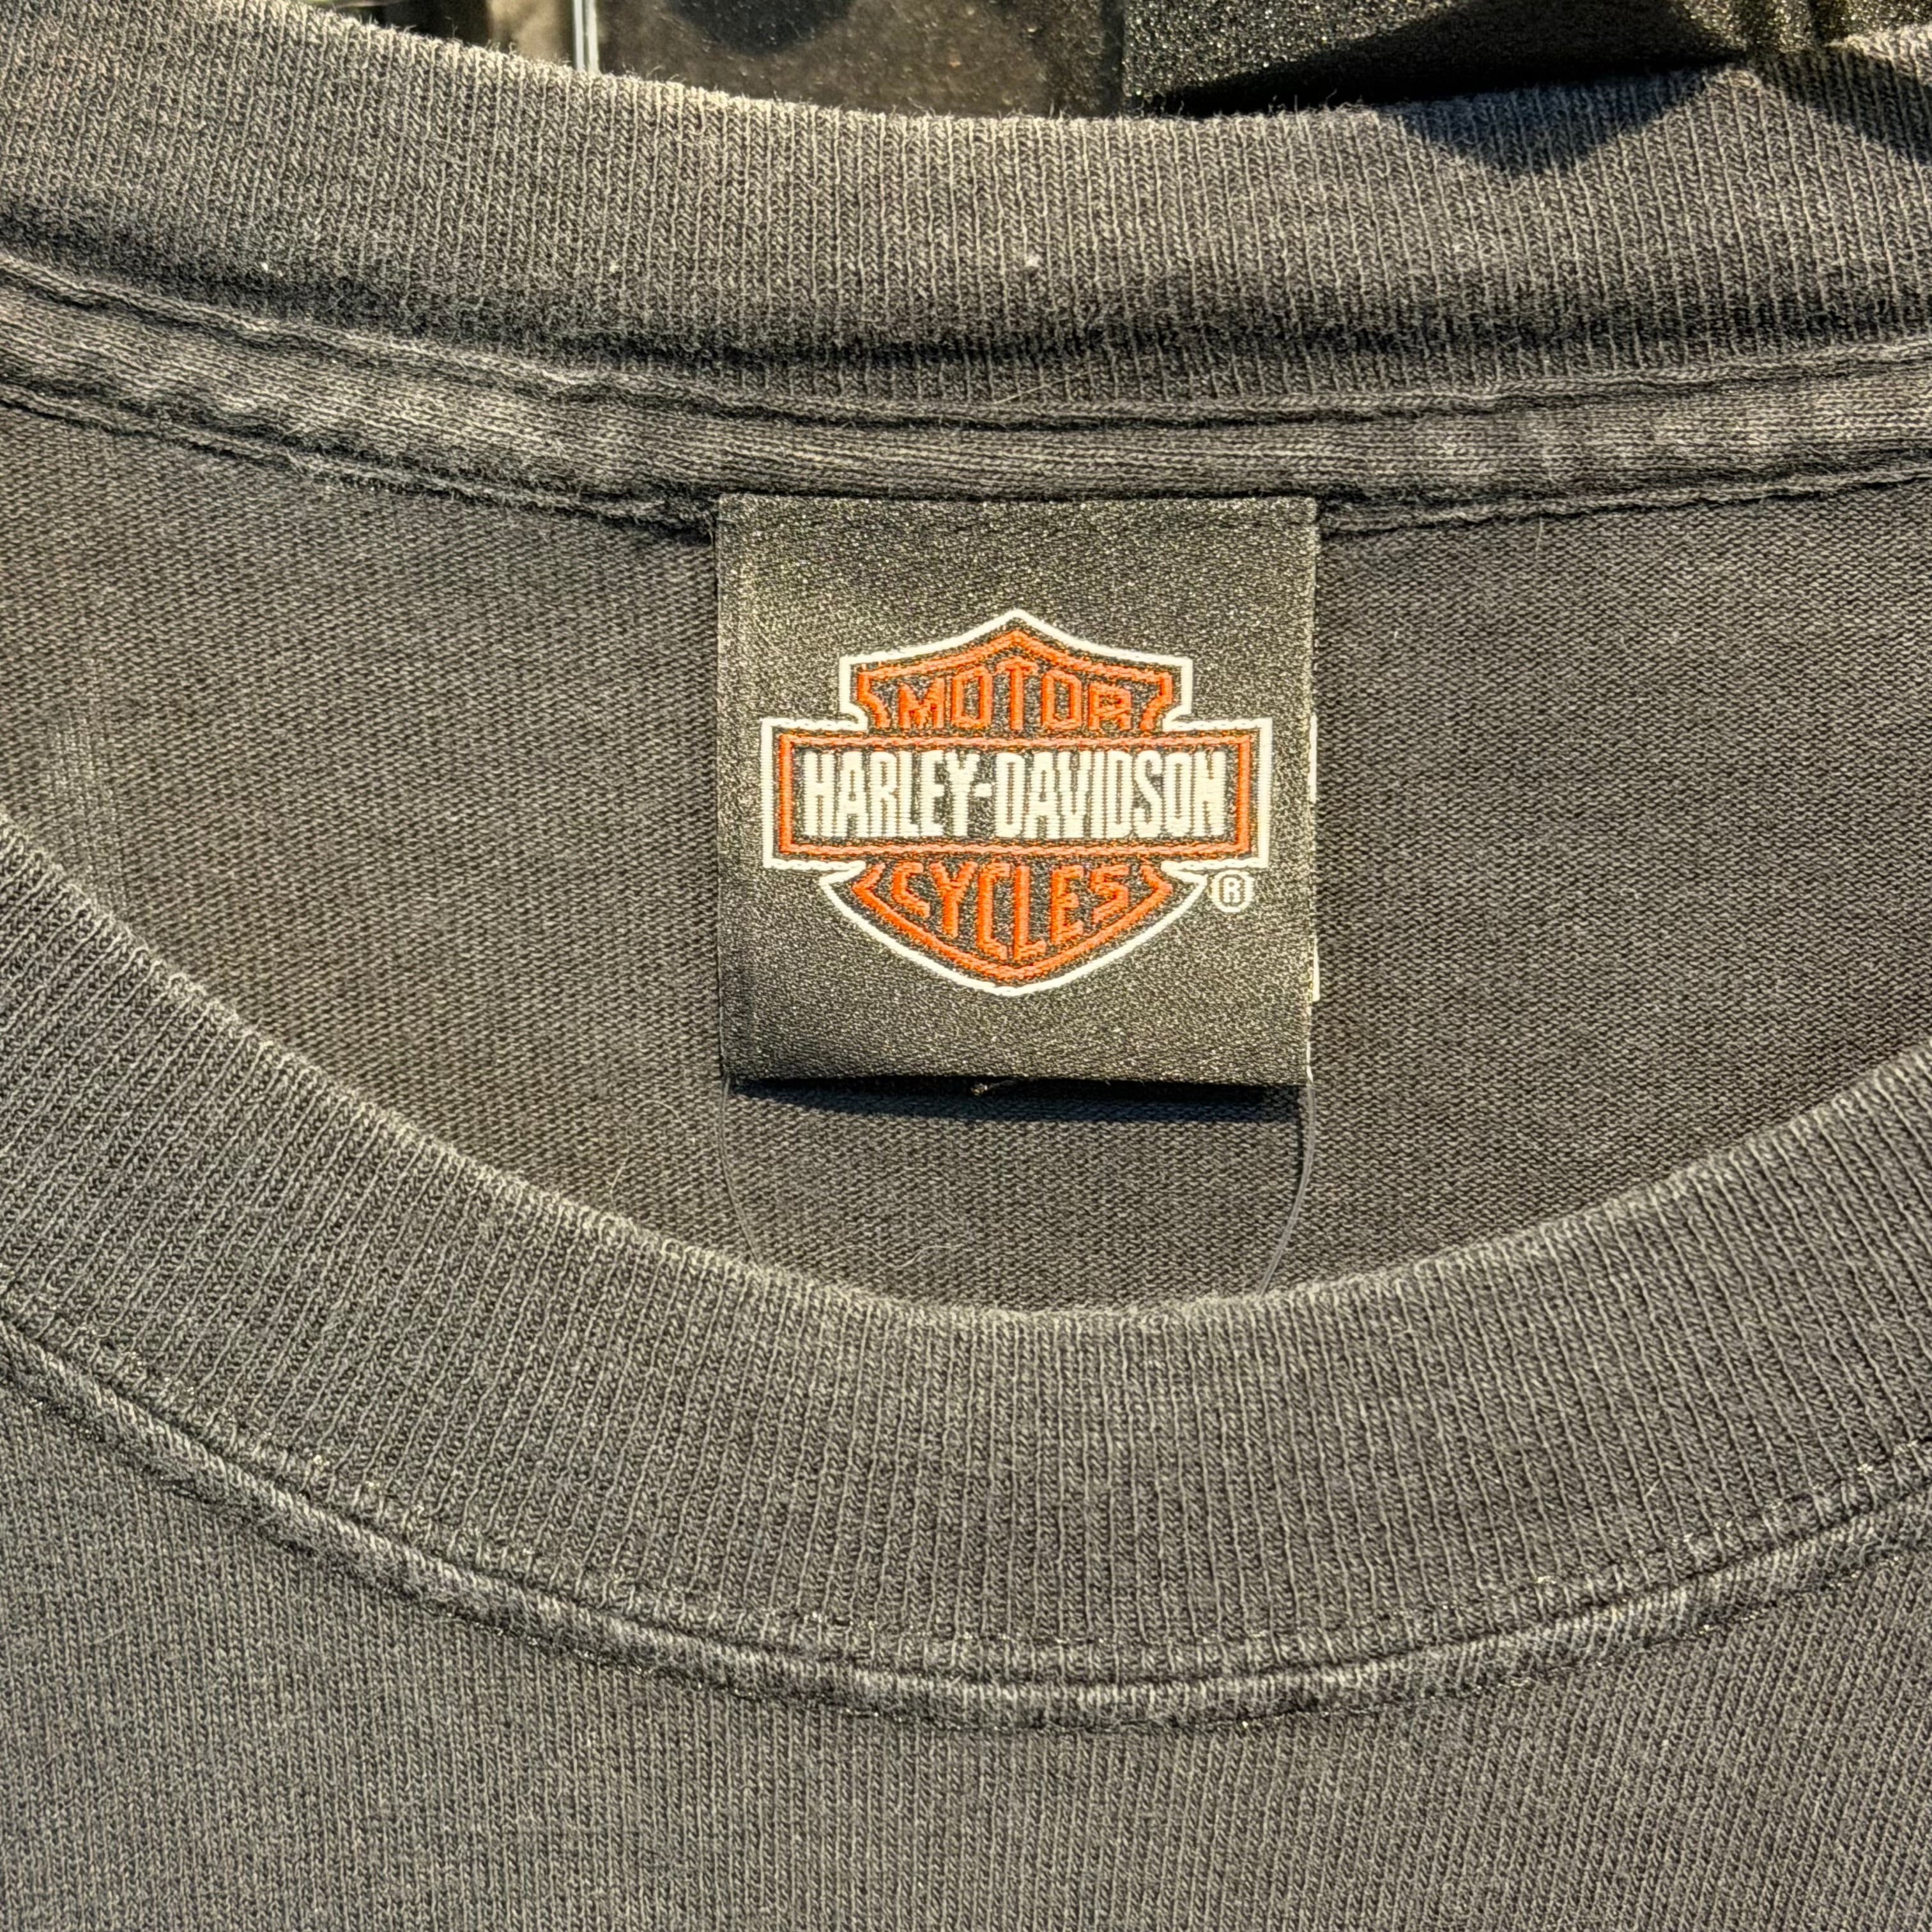 MOTOR
HARLEY-DAVIDSON
CYCLES
®